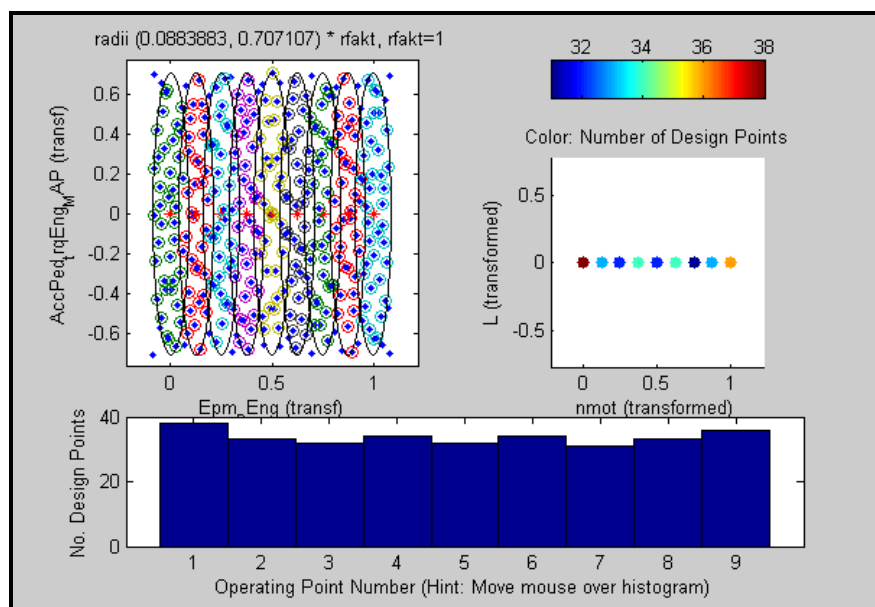 radii (0.0883883, 0.707107) * rfakt, rfakt=1
0.6
0.4
0.2
0
-0.2
-0.4
-0.6
AccPed_trqEng_MAP (transf)
0 0.5 1
Epm_nEng (transf)
32 34 36 38
Color: Number of Design Points
0.5
0
-0.5
L (transformed)
0 0.5 1
nmot (transformed)
40
20
0
No. Design Points
1 2 3 4 5 6 7 8 9
Operating Point Number (Hint: Move mouse over histogram)